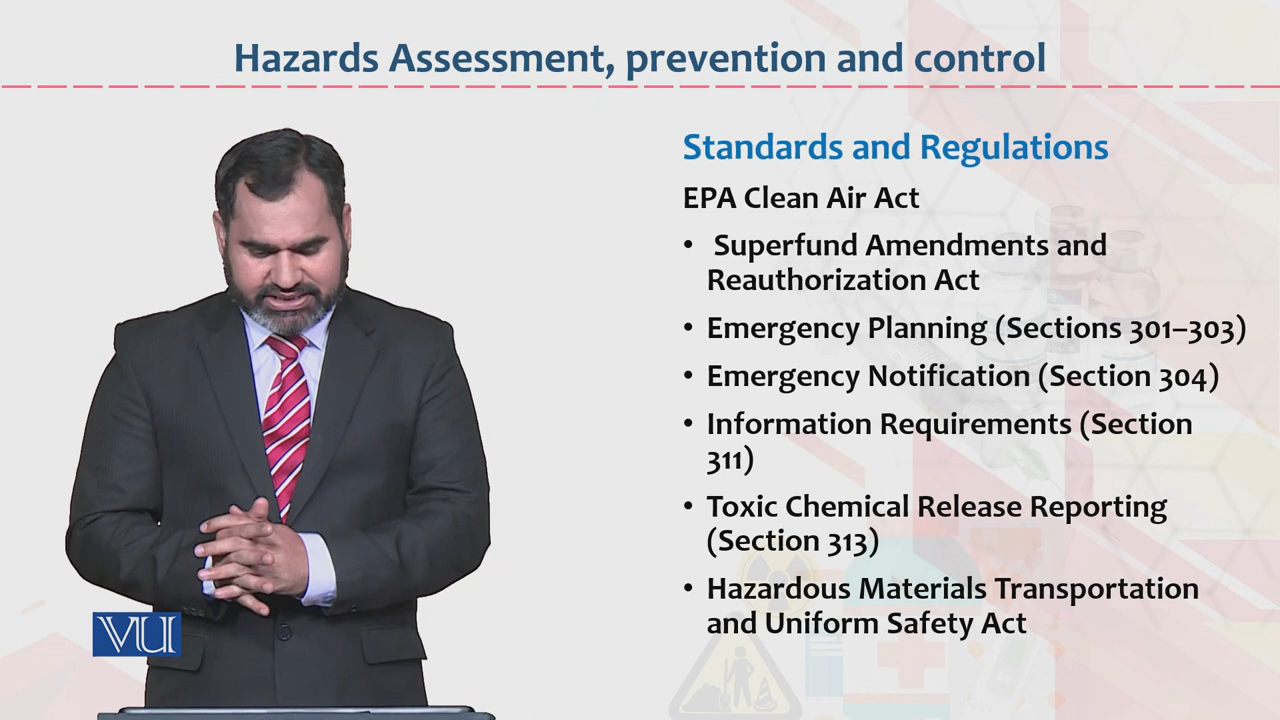 Hazards Assessment, prevention and control
Standards and Regulations
EPA Clean Air Act
• Superfund Amendments and
Reauthorization Act
• Emergency Planning (Sections 301–303)
• Emergency Notification (Section 304)
• Information Requirements (Section
311)
• Toxic Chemical Release Reporting
(Section 313)
• Hazardous Materials Transportation
and Uniform Safety Act
VU